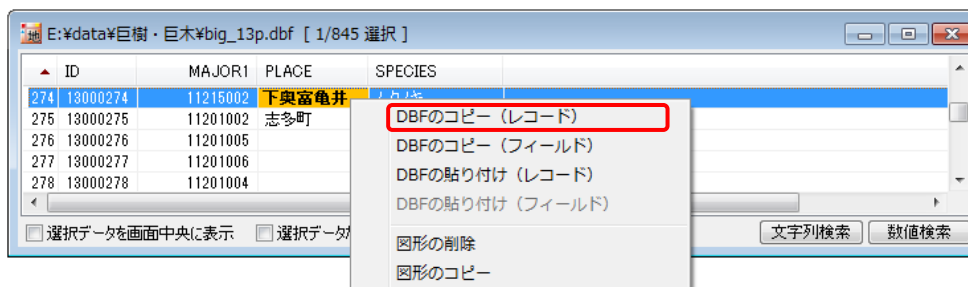 地 E:¥data¥巨樹・巨木¥big_13p.dbf [ 1/845 選択 ]
ID MAJOR1 PLACE SPECIES
274 13000274 11215002 下奥富亀井
275 13000275 11201002 志多町
276 13000276 11201005
277 13000277 11201006
278 13000278 11201004
DBFのコピー（レコード）
DBFのコピー（フィールド）
DBFの貼り付け（レコード）
DBFの貼り付け（フィールド）
図形の削除
図形のコピー
選択データを画面中央に表示 選択データが 文字列検索 数値検索